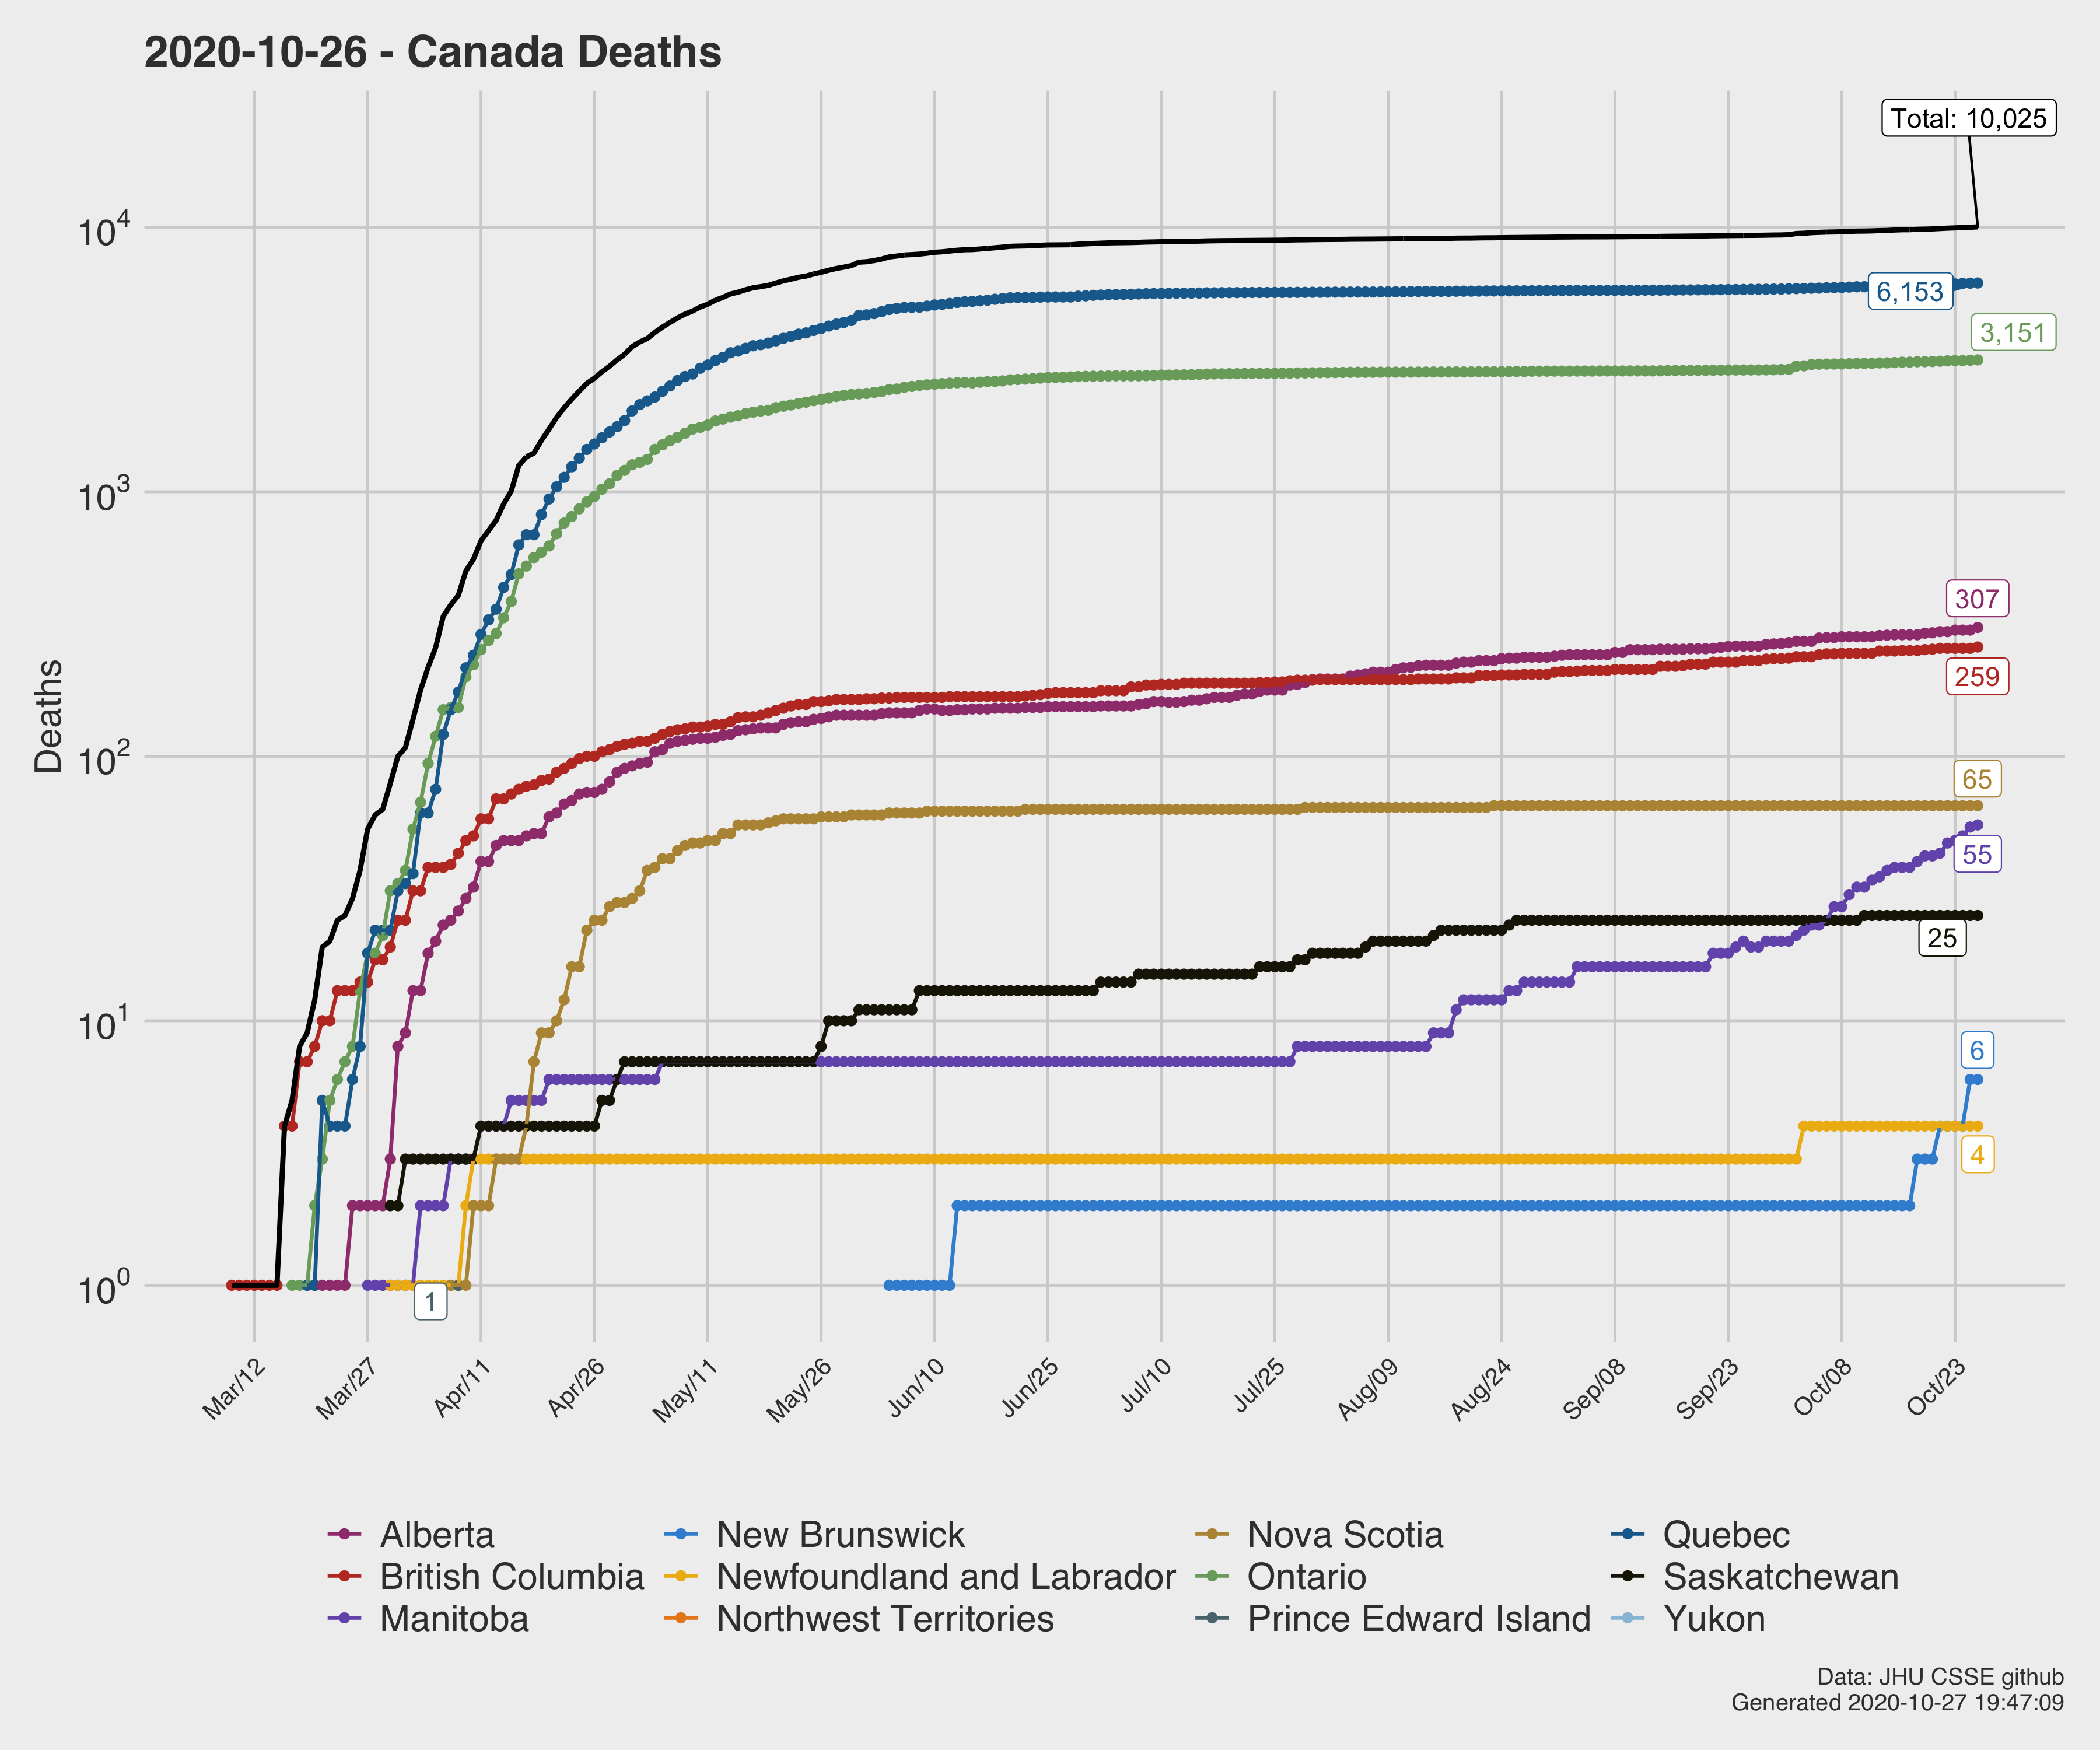 2020-10-26 - Canada Deaths
Total: 10,025
10^4
6,153
3,151
10^3
307
259
10^2
65
55
25
10^1
6
4
10^0
1
Deaths
Mar/12
Mar/27
Apr/11
Apr/26
May/11
May/26
Jun/10
Jun/25
Jul/10
Jul/25
Aug/09
Aug/24
Sep/08
Sep/23
Oct/08
Oct/23
Alberta
New Brunswick
Nova Scotia
Quebec
British Columbia
Newfoundland and Labrador
Ontario
Saskatchewan
Manitoba
Northwest Territories
Prince Edward Island
Yukon
Data: JHU CSSE github
Generated 2020-10-27 19:47:09